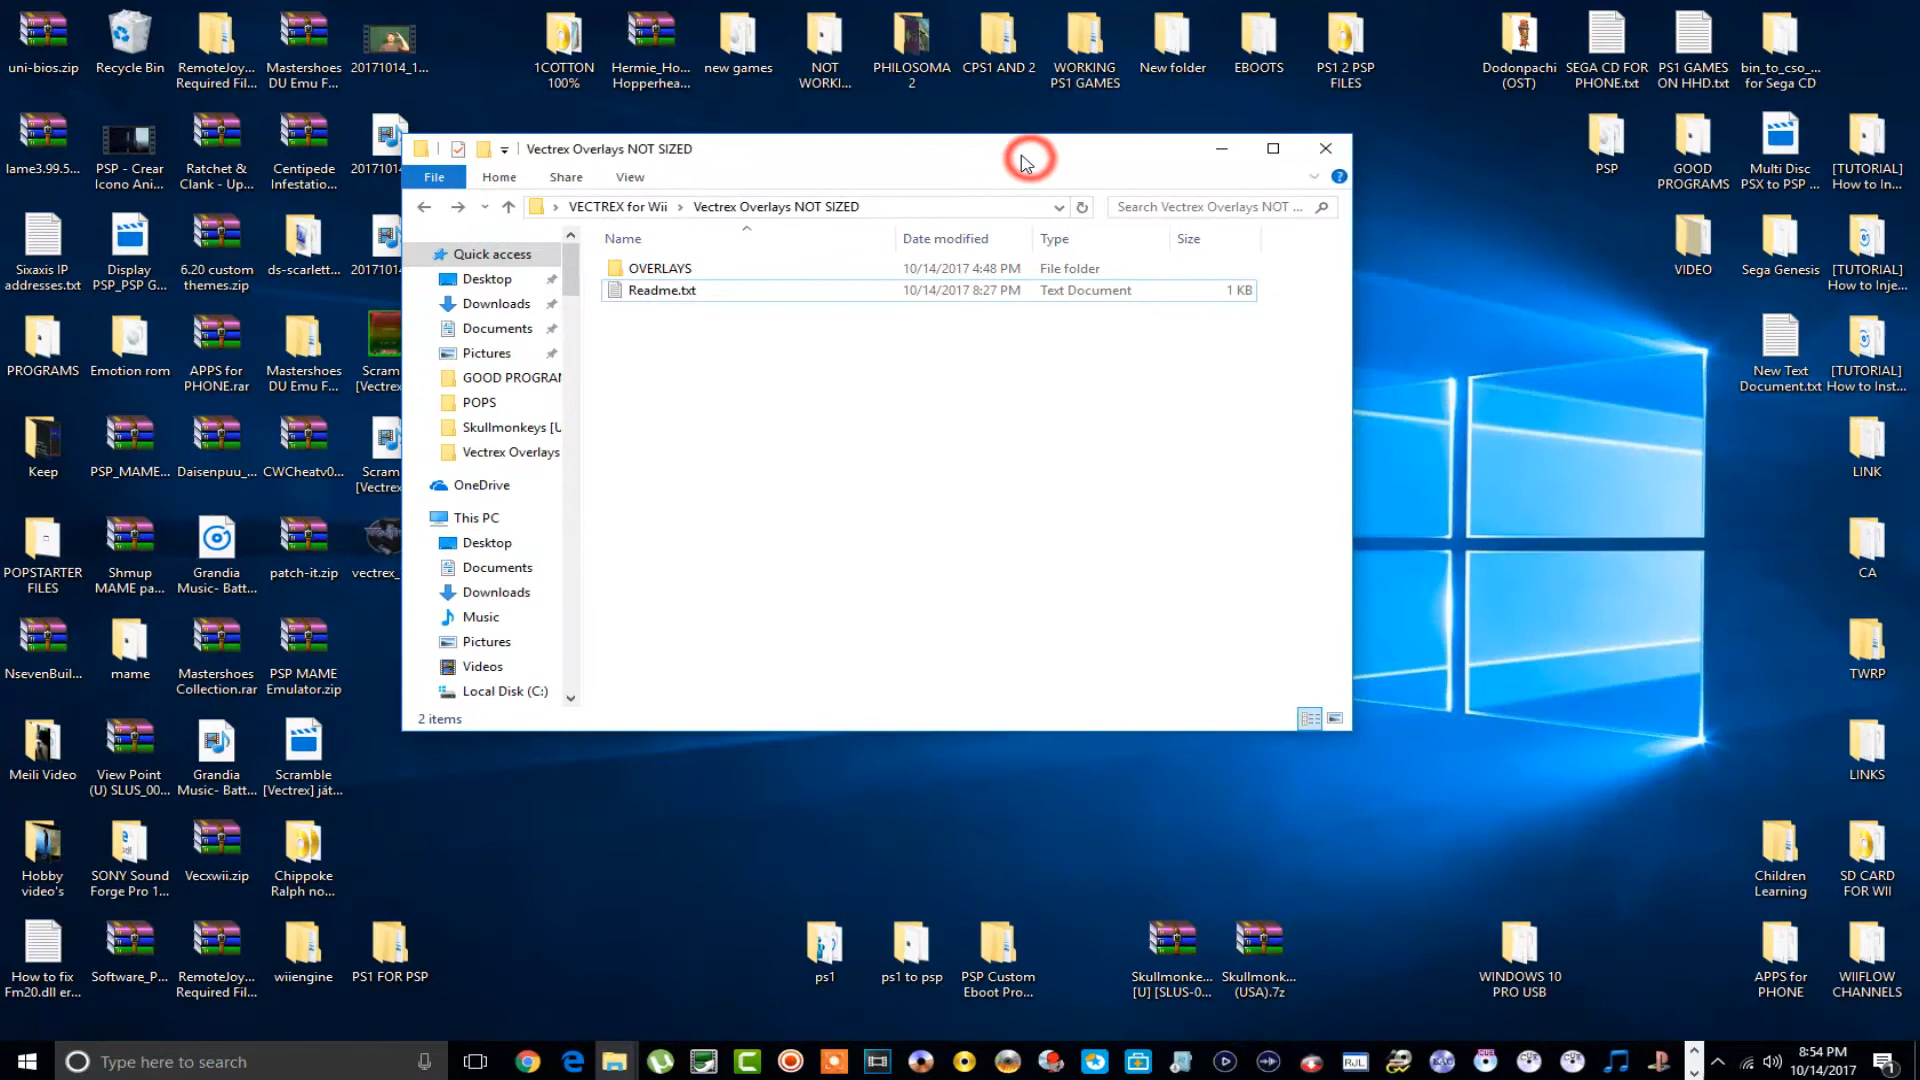 uni-bios.zip
Recycle Bin
RemoteJoy...
Required Fil...
Mastershoes
DU Emu F...
20171014_1...
1COTTON
100%
Hermie_Ho...
Hopperhea...
new games
NOT
WORKI...
PHILOSOMA
2
CPS1 AND 2
WORKING
PS1 GAMES
New folder
EBOOTS
PS1 2 PSP
FILES
Dodonpachi
(OST)
SEGA CD FOR
PHONE.txt
PS1 GAMES
ON HHD.txt
bin_to_cso_...
for Sega CD
lame3.99.5...
PSP - Crear
Icono Ani...
Ratchet &
Clank - Up...
Centipede
Infestatio...
20171014
PSP
GOOD
PROGRAMS
Multi Disc
PSX to PSP ...
[TUTORIAL]
How to In...
Sixaxis IP
addresses.txt
Display
PSP_PSP G...
6.20 custom
themes.zip
ds-scarlett...
20171014
VIDEO
Sega Genesis
[TUTORIAL]
How to Inje...
PROGRAMS
Emotion rom
APPS for
PHONE.rar
Mastershoes
DU Emu F...
Scram
[Vectrex
New Text
Document.txt
[TUTORIAL]
How to Inst...
Keep
PSP_MAME...
Daisenpuu_...
CWCheatv0...
Scram
[Vectrex
LINK
POPSTARTER
FILES
Shmup
MAME pa...
Grandia
Music- Batt...
patch-it.zip
vectrex_
CA
NsevenBuil...
mame
Mastershoes
Collection.rar
PSP MAME
Emulator.zip
TWRP
Meili Video
View Point
(U) SLUS_00...
Grandia
Music- Batt...
Scramble
[Vectrex] ját...
LINKS
Hobby
video's
SONY Sound
Forge Pro 1...
Vecxwii.zip
Chippoke
Ralph no...
Children
Learning
SD CARD
FOR WII
How to fix
Fm20.dll er...
Software_P...
RemoteJoy...
Required Fil...
wiiengine
PS1 FOR PSP
ps1
ps1 to psp
PSP Custom
Eboot Pro...
Skullmonke...
[U] [SLUS-0...
Skullmonk...
(USA).7z
WINDOWS 10
PRO USB
APPS for
PHONE
WIIFLOW
CHANNELS
Vectrex Overlays NOT SIZED
File
Home
Share
View
VECTREX for Wii
Vectrex Overlays NOT SIZED
Search Vectrex Overlays NOT ...
Name
Date modified
Type
Size
Quick access
Desktop
Downloads
Documents
Pictures
GOOD PROGRAM
POPS
Skullmonkeys [U
Vectrex Overlays
OneDrive
This PC
Desktop
Documents
Downloads
Music
Pictures
Videos
Local Disk (C:)
OVERLAYS
10/14/2017 4:48 PM
File folder
Readme.txt
10/14/2017 8:27 PM
Text Document
1 KB
2 items
Type here to search
RJL
8:54 PM
10/14/2017
1